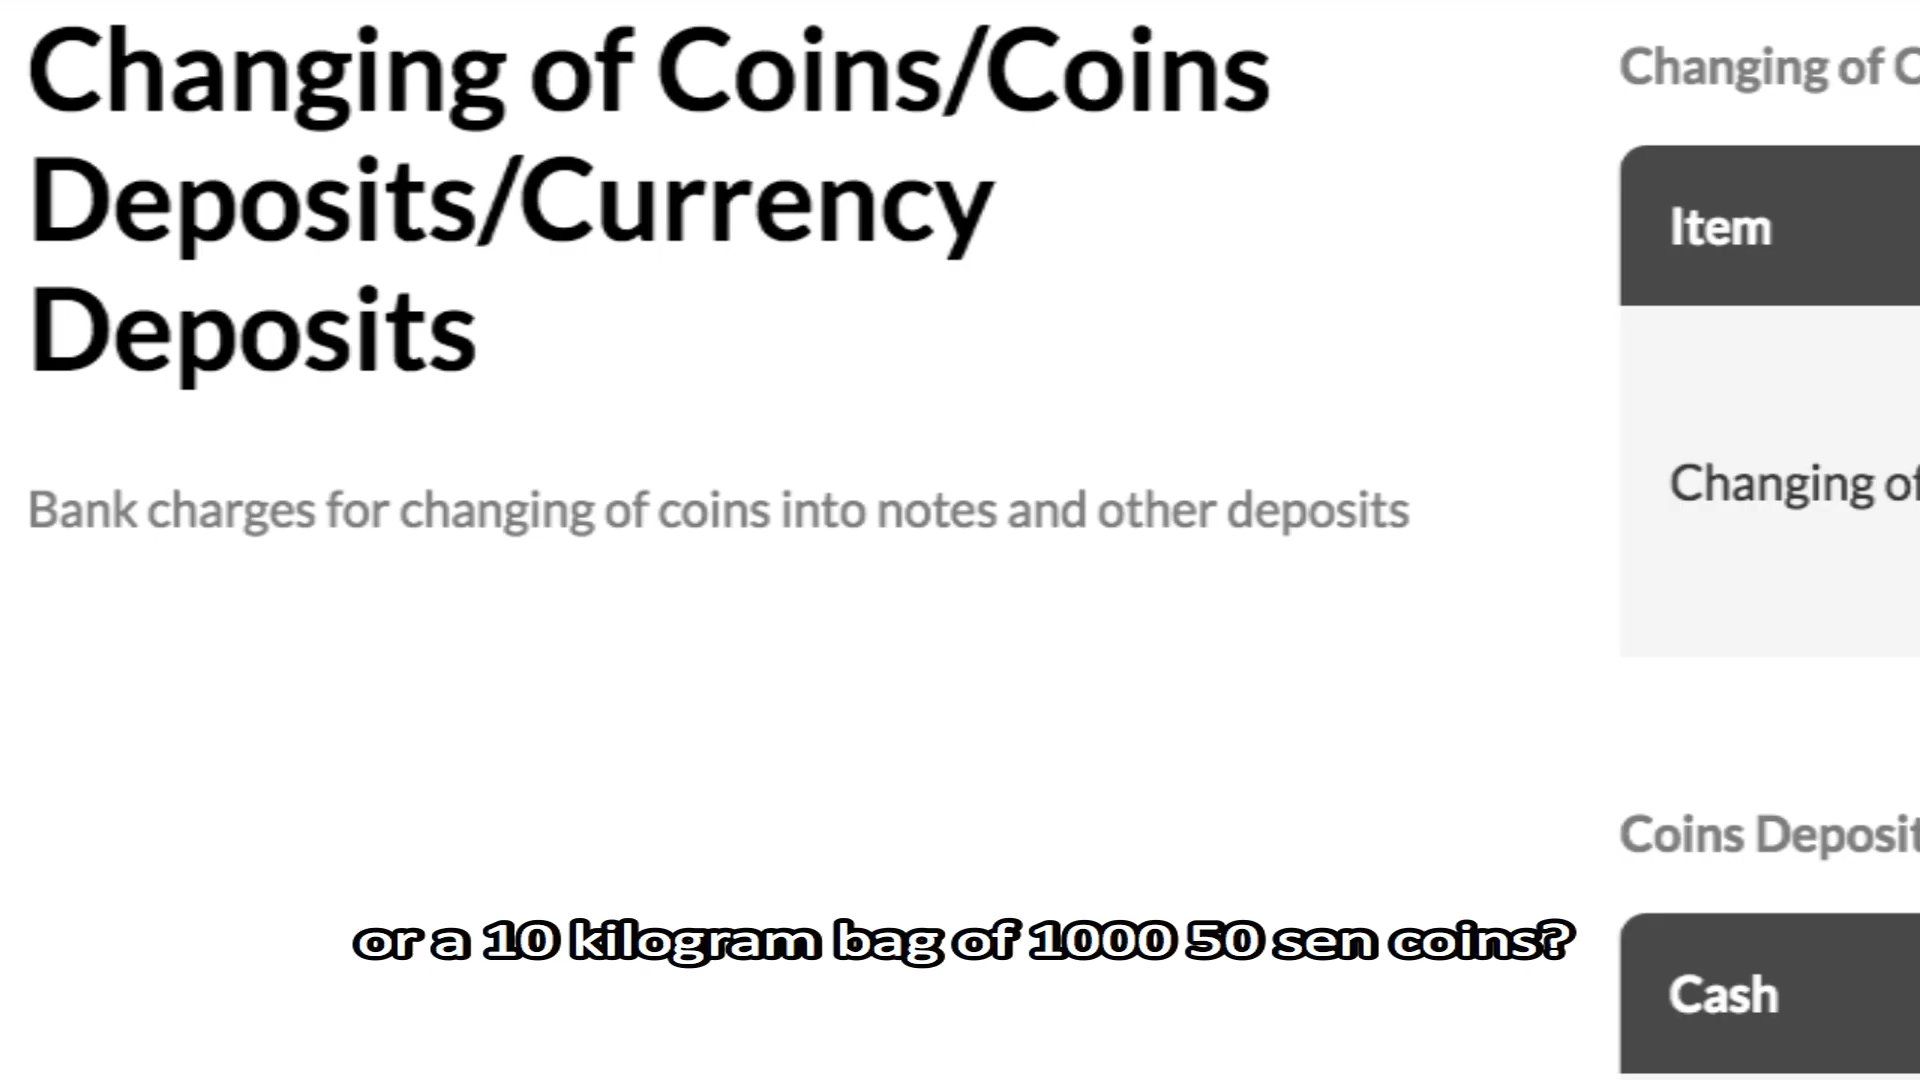 Changing of Coins/Coins
Deposits/Currency
Deposits
Bank charges for changing of coins into notes and other deposits
Changing of
Item
Changing of
Coins Deposit
Cash
or a 10 kilogram bag of 1000 50 sen coins?